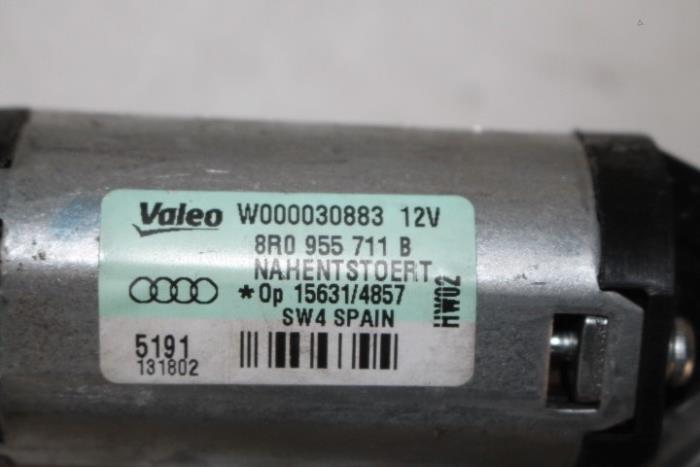 Valeo W000030883 12V
8R0 955 711 B
NAHENTSTOERT
*Op 15631/4857
SW4 SPAIN
HW02
5191
131802